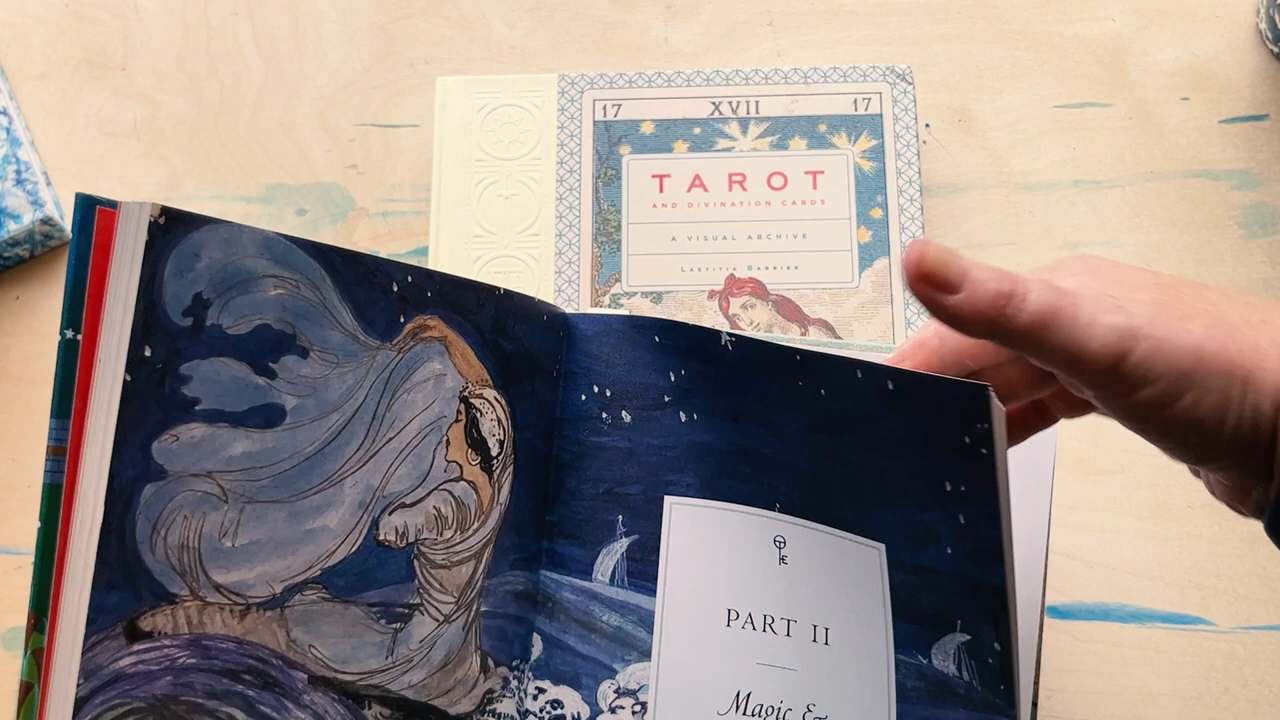 17 XVII 17
TAROT
AND DIVINATION CARDS
A VISUAL ARCHIVE
LAETITIA BARBIER
PART II
Magic &